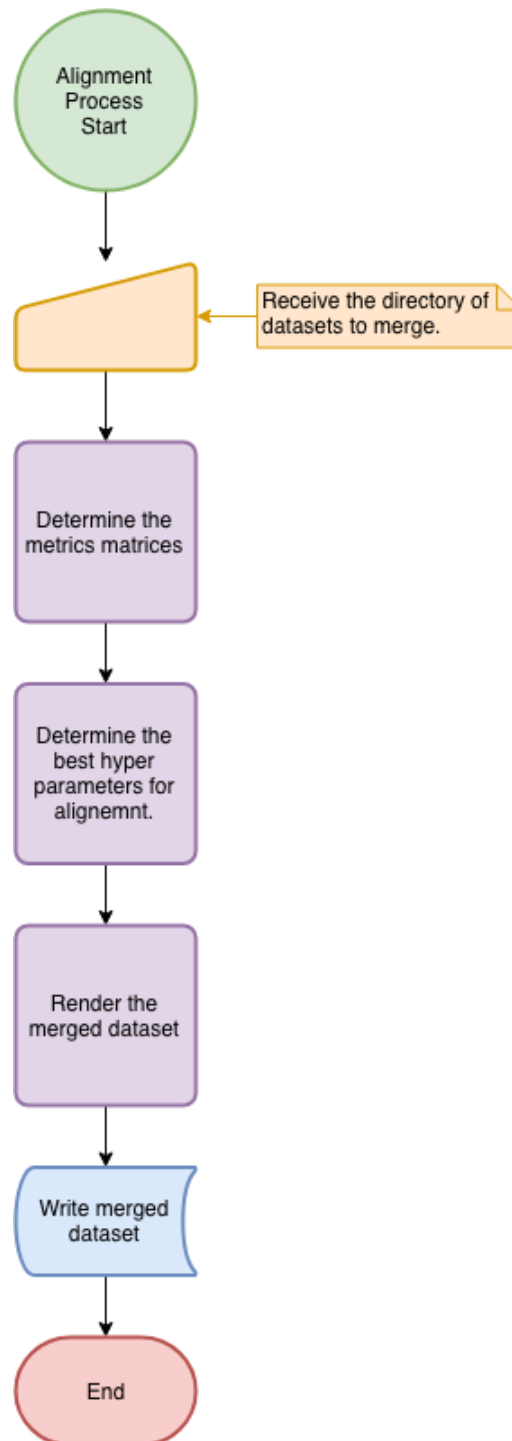 Alignment
Process
Start
Receive the directory of
datasets to merge.
Determine the
metrics matrices
Determine the
best hyper
parameters for
alignemnt.
Render the
merged dataset
Write merged
dataset
End